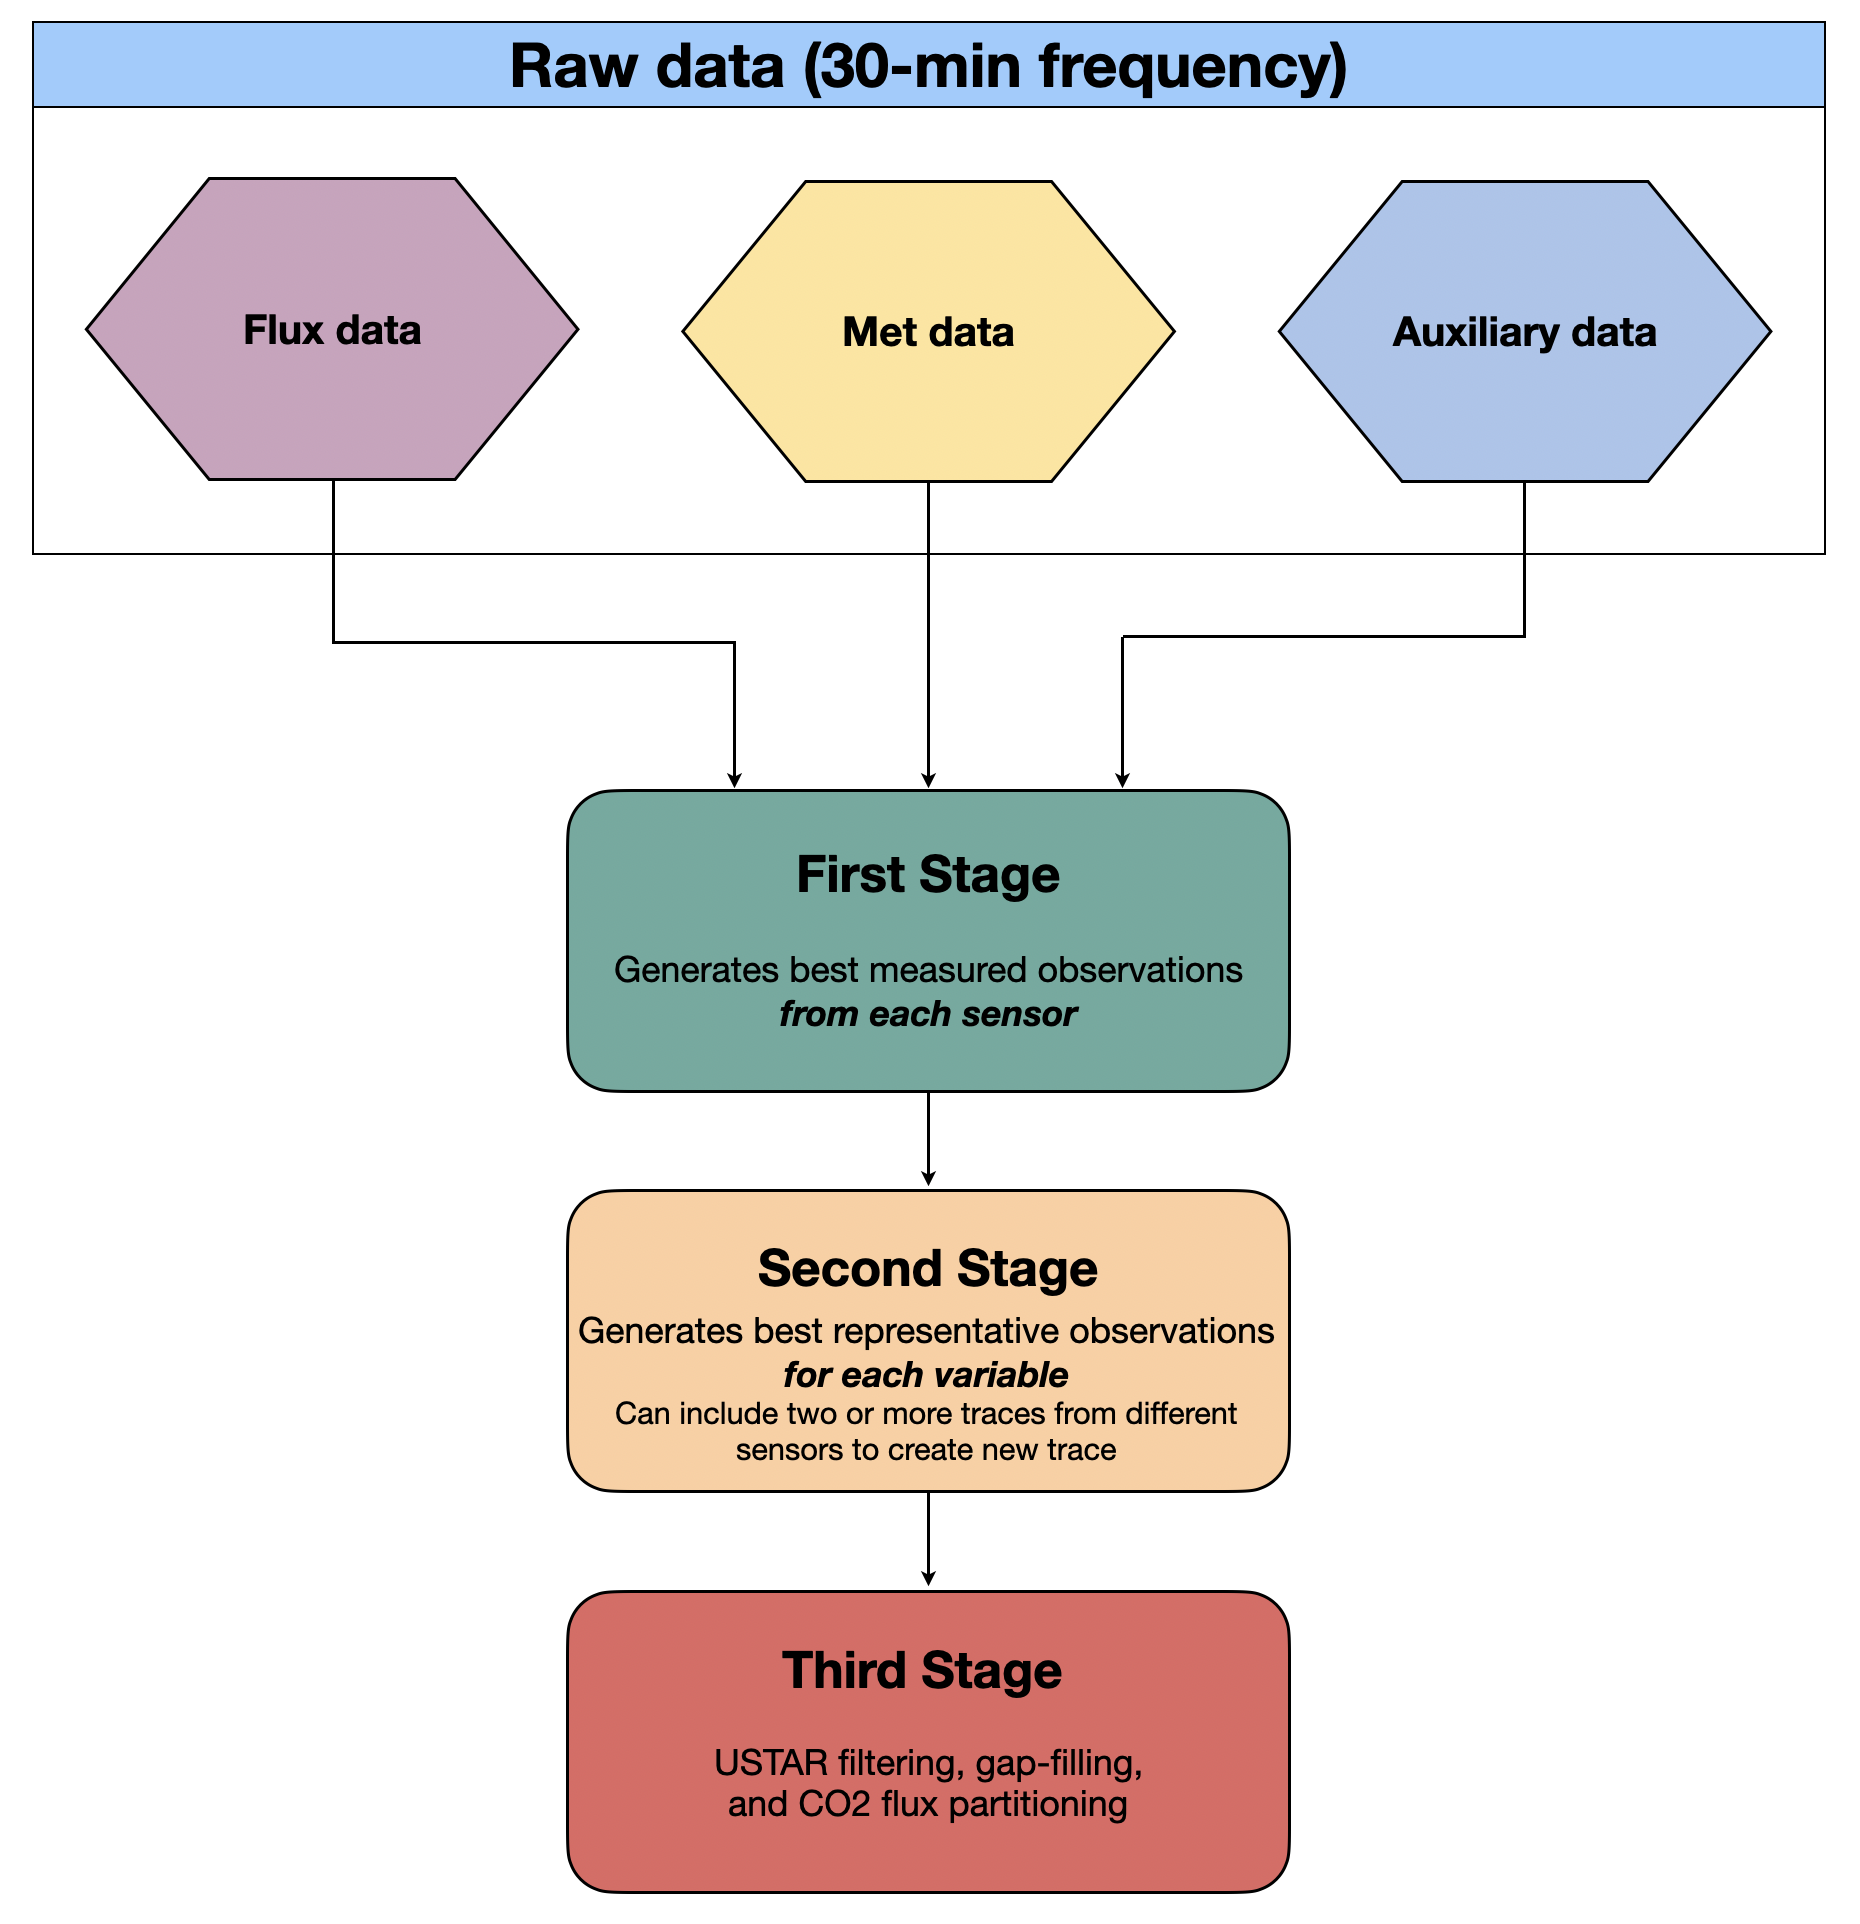 Raw data (30-min frequency)
Flux data
Met data
Auxiliary data
First Stage
Generates best measured observations
from each sensor
Second Stage
Generates best representative observations
for each variable
Can include two or more traces from different
sensors to create new trace
Third Stage
USTAR filtering, gap-filling,
and CO2 flux partitioning